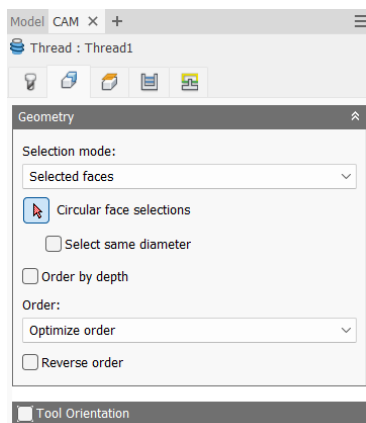 Model CAM × +
Thread : Thread1
Geometry
Selection mode:
Selected faces
Circular face selections
Select same diameter
Order by depth
Order:
Optimize order
Reverse order
Tool Orientation